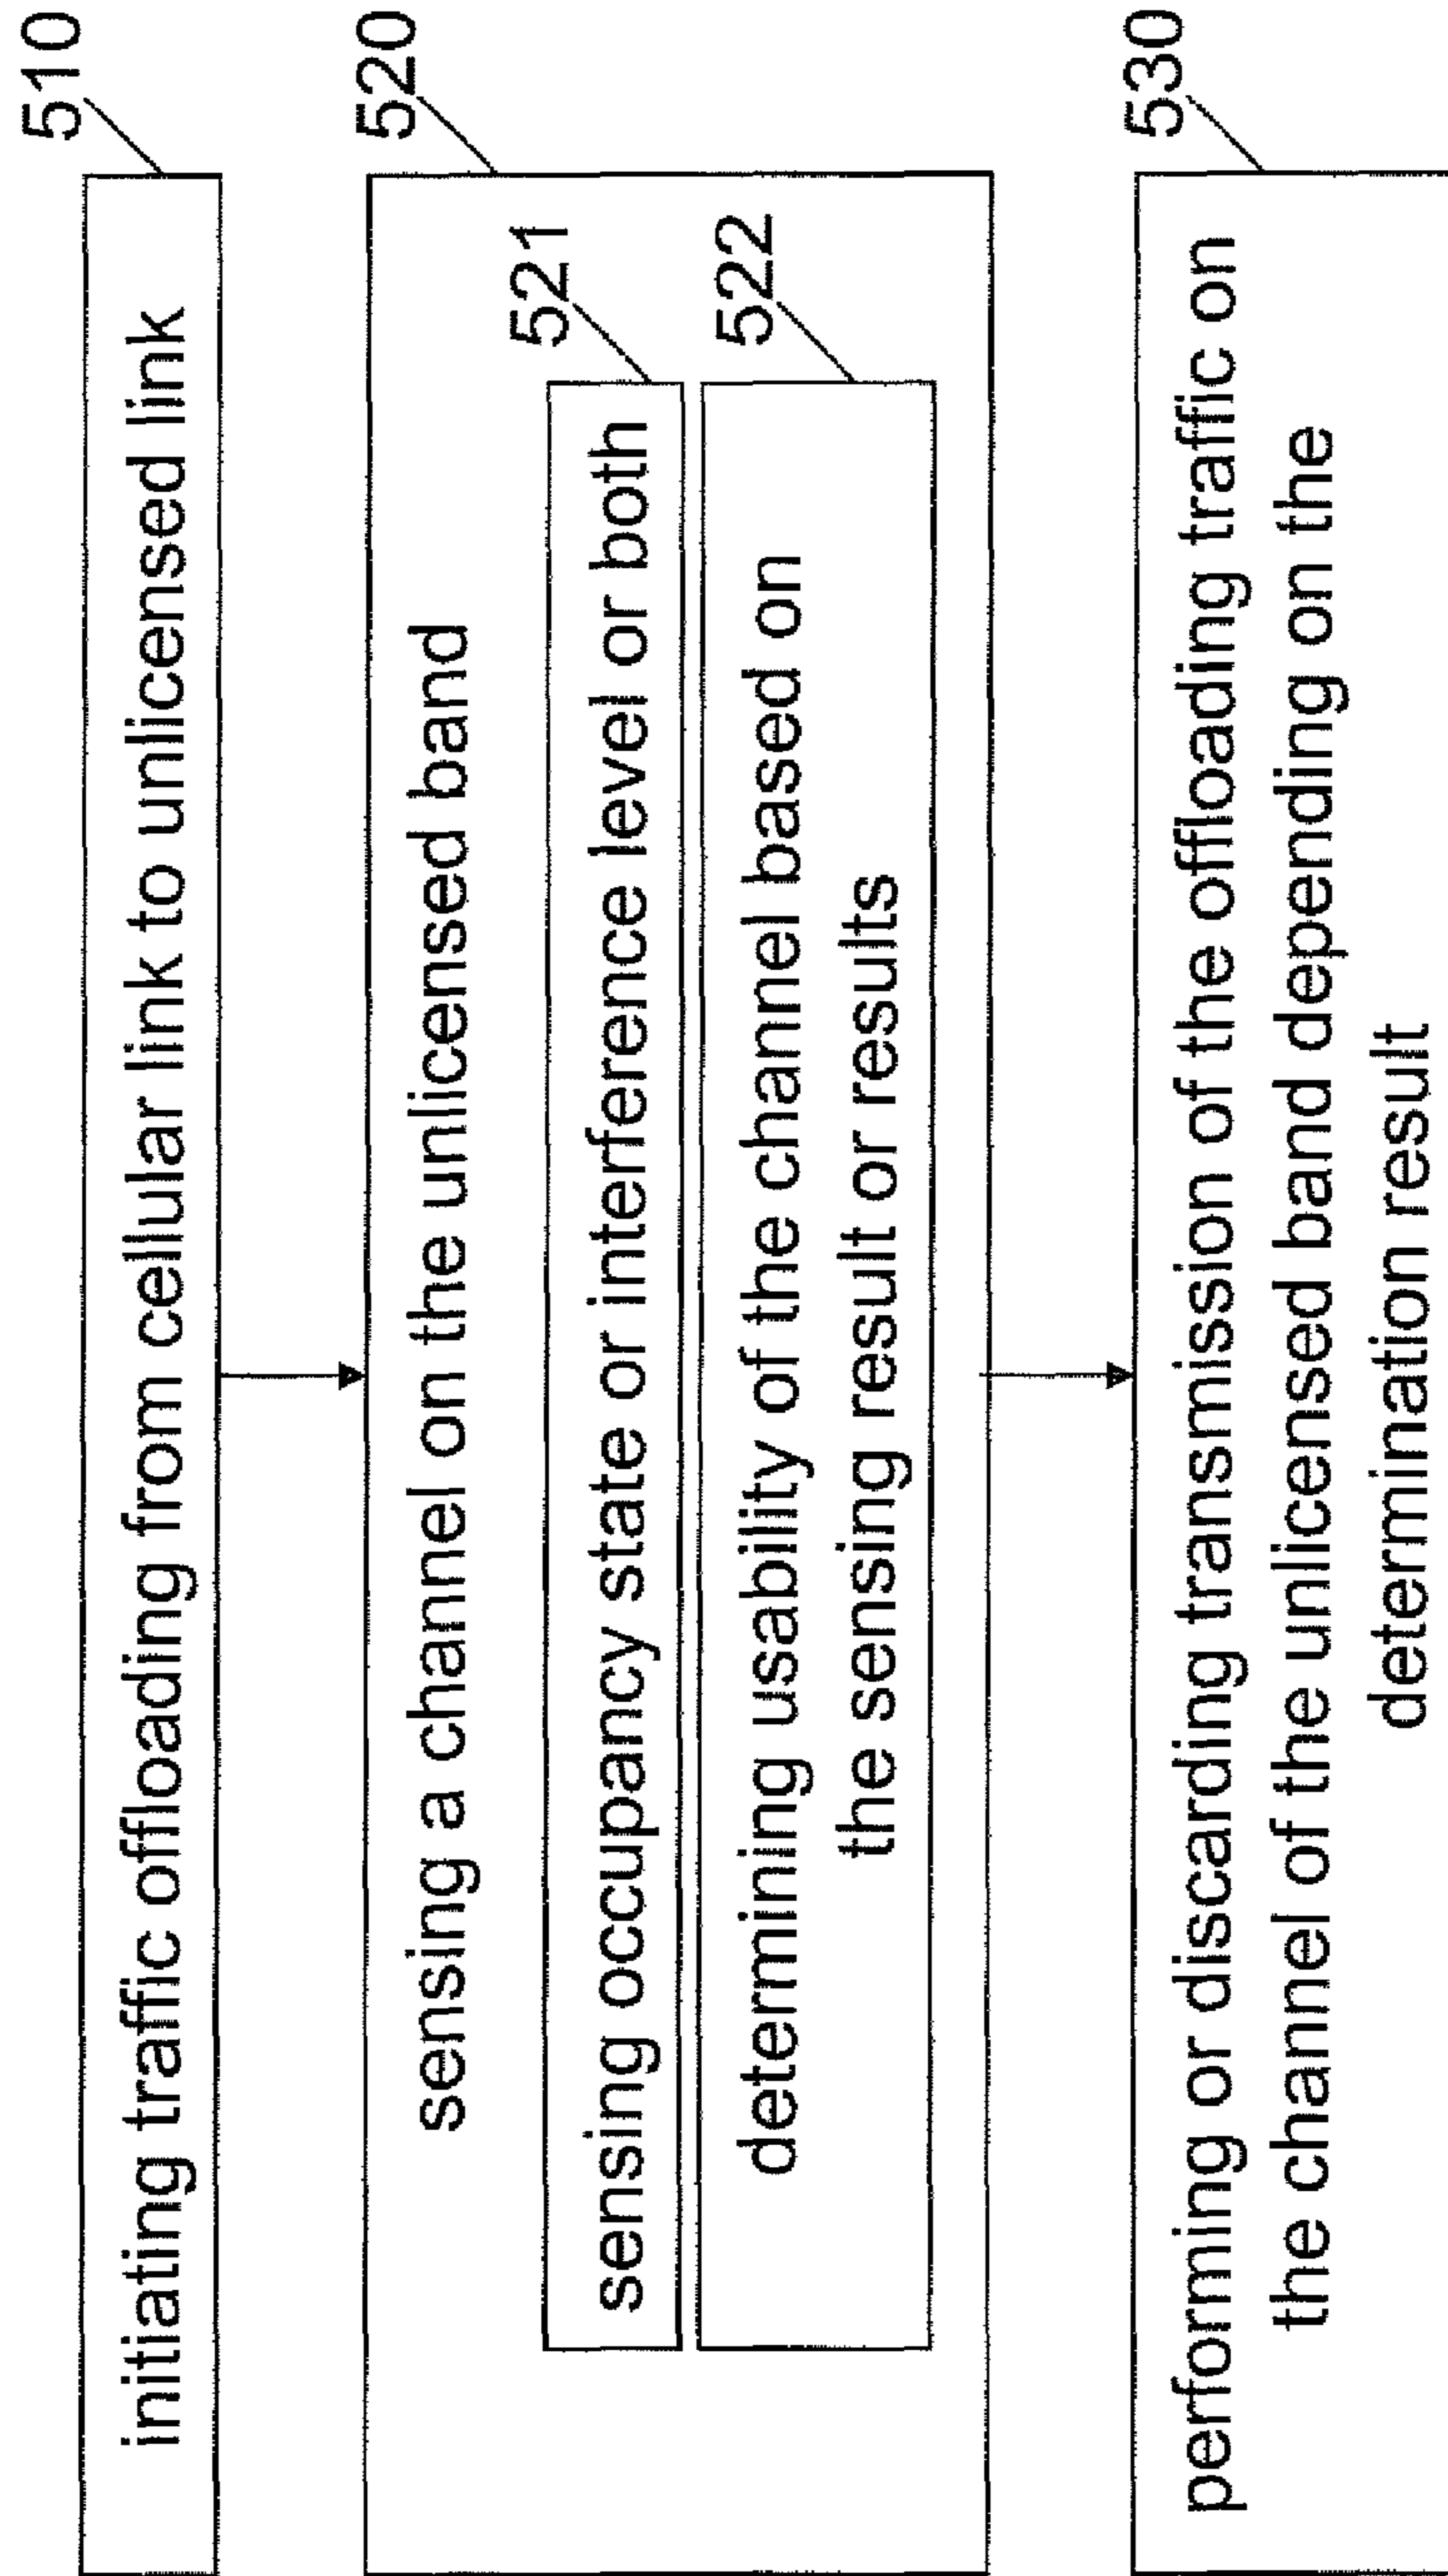 510
initiating traffic offloading from cellular link to unlicensed link
520
sensing a channel on the unlicensed band
521
sensing occupancy state or interference level or both
522
determining usability of the channel based on
the sensing result or results
530
performing or discarding transmission of the offloading traffic on
the channel of the unlicensed band depending on the
determination result